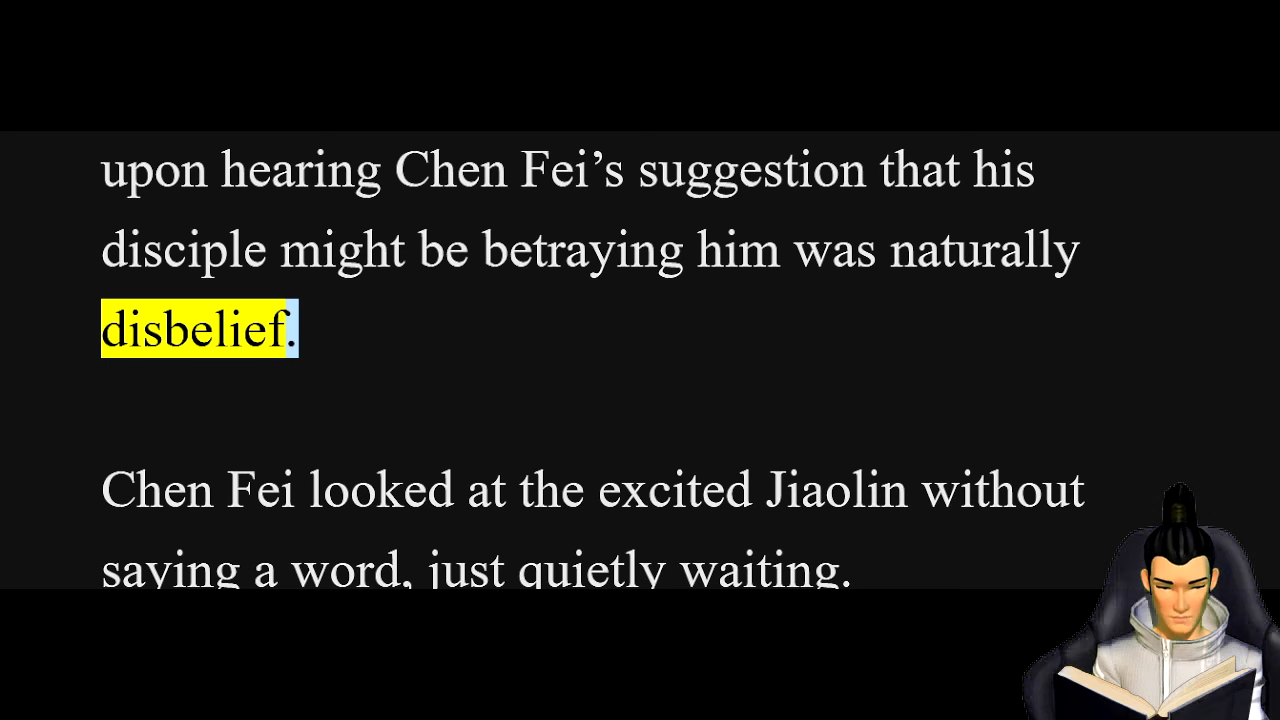 upon hearing Chen Fei’s suggestion that his
disciple might be betraying him was naturally
disbelief.
Chen Fei looked at the excited Jiaolin without
saying a word, just quietly waiting.